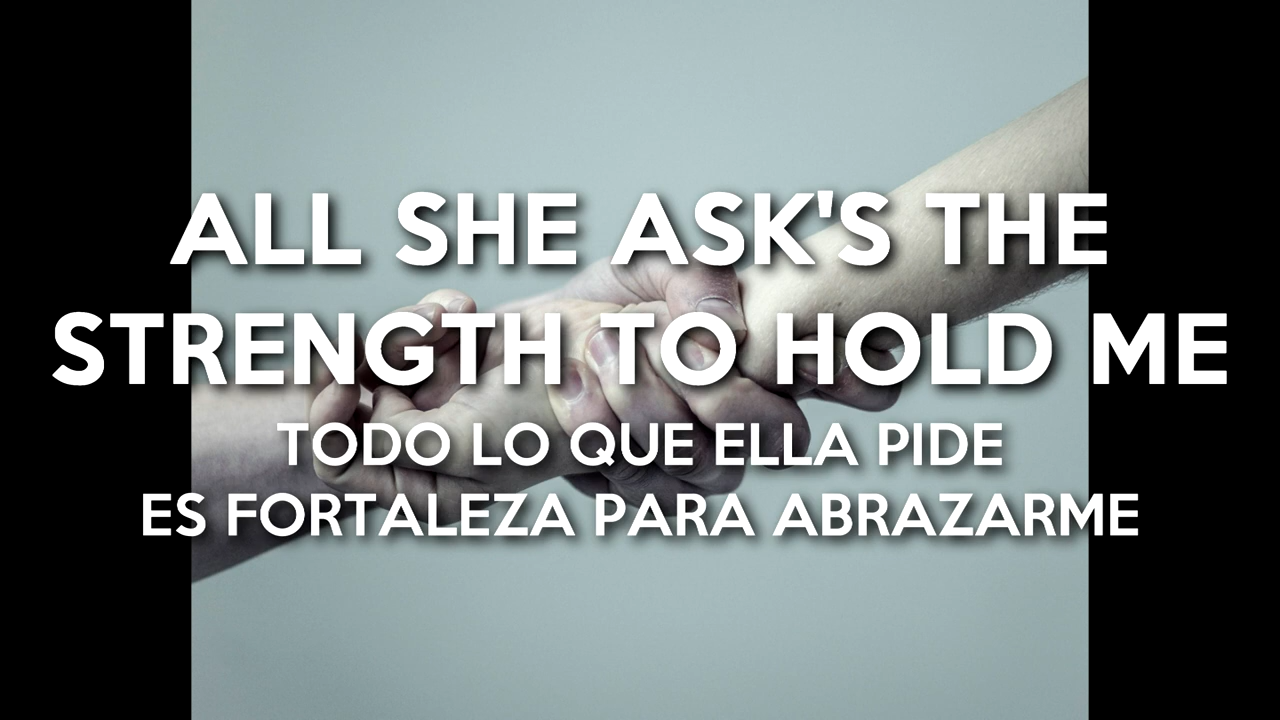 ALL SHE ASK'S THE
STRENGTH TO HOLD ME
TODO LO QUE ELLA PIDE
ES FORTALEZA PARA ABRAZARME